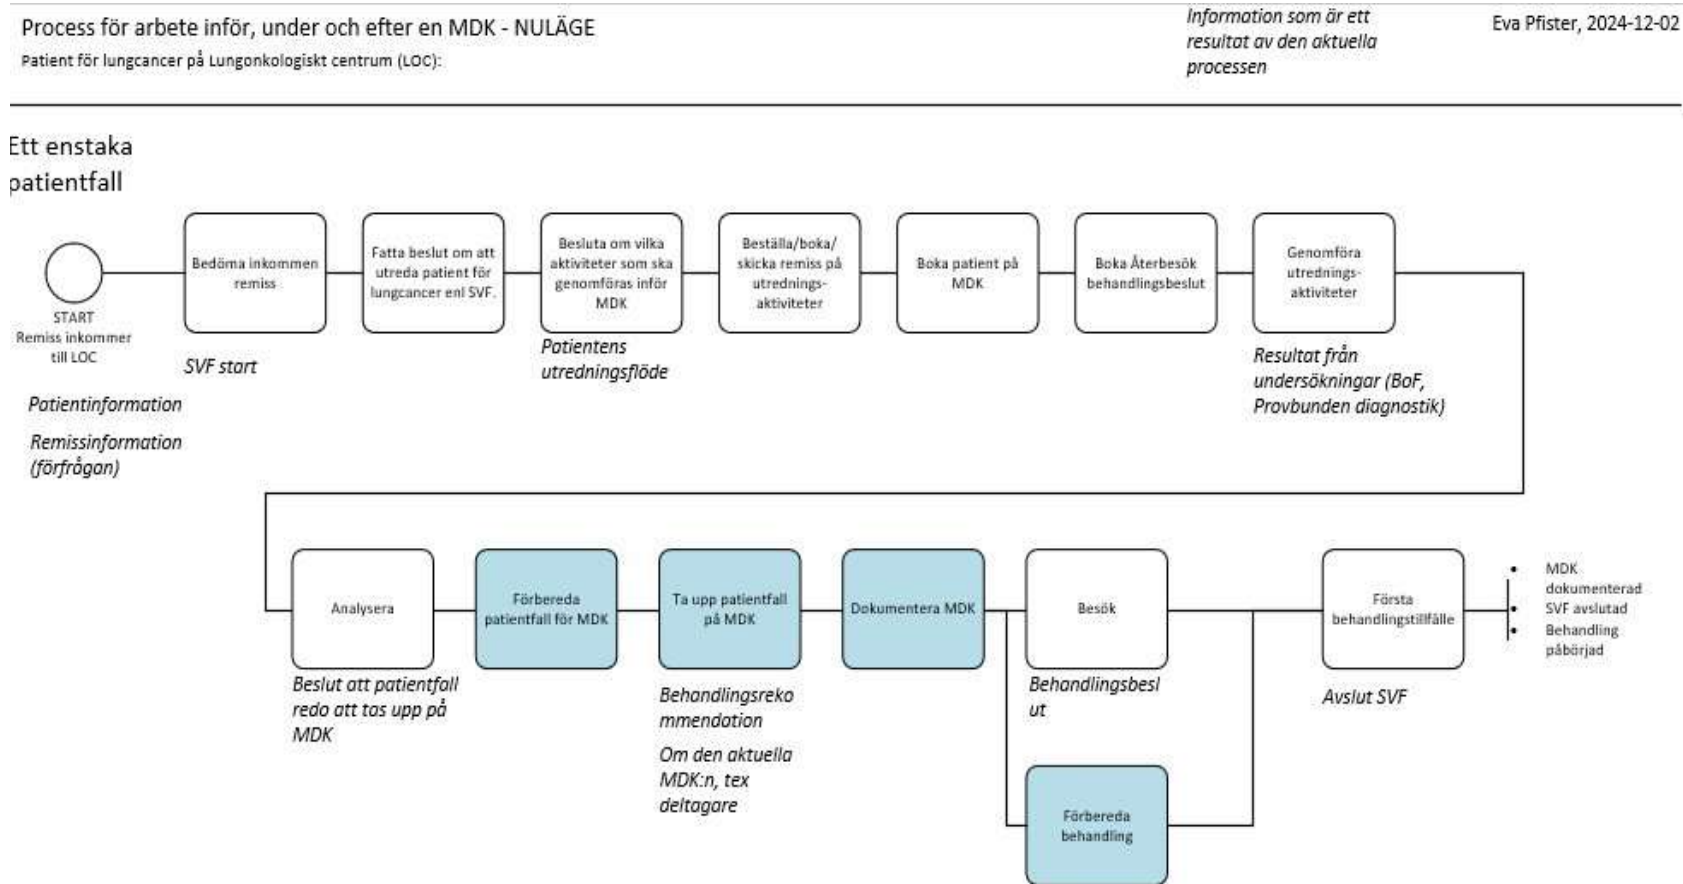 Process för arbete inför, under och efter en MDK - NULÄGE
Patient för lungcancer på Lungonkologiskt centrum (LOC):
Information som är ett
resultat av den aktuella
processen
Eva Pfister, 2024-12-02
Ett enstaka
patientfall
START
Remiss inkommer
till LOC
Patientinformation
Remissinformation
(förfrågan)
Bedöma inkommen
remiss
SVF start
Fatta beslut om att
utreda patient för
lungcancer enl SVF.
Besluta om vilka
aktiviteter som ska
genomföras inför
MDK
Patientens
utredningsflöde
Beställa/boka/
skicka remiss på
utrednings-
aktiviteter
Boka patient på
MDK
Boka Återbesök
behandlingsbeslut
Genomföra
utrednings-
aktiviteter
Resultat från
undersökningar (BoF,
Provbunden diagnostik)
Analysera
Beslut att patientfall
redo att tas upp på
MDK
Förbereda
patientfall för MDK
Ta upp patientfall
på MDK
Behandlingsreko
mmendation
Om den aktuella
MDK:n, tex
deltagare
Dokumentera MDK
Besök
Behandlingsbesl
ut
Förbereda
behandling
Första
behandlingstillfälle
Avslut SVF
• MDK
dokumenterad
• SVF avslutad
• Behandling
påbörjad